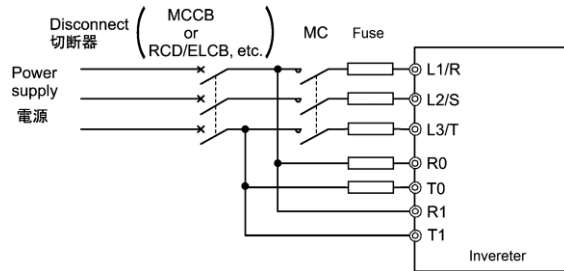 Disconnect
切断器
MCCB
or
RCD/ELCB, etc.
MC
Fuse
Power
supply
電源
L1/R
L2/S
L3/T
R0
T0
R1
T1
Invereter